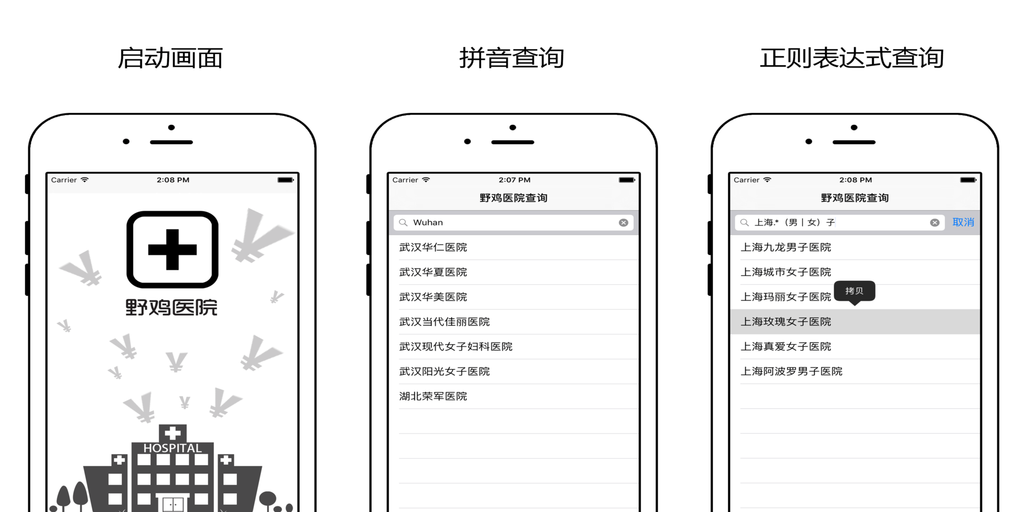 启动画面
拼音查询
正则表达式查询
Carrier 2:08 PM
野鸡医院
HOSPITAL
Carrier 2:07 PM
野鸡医院查询
Wuhan
武汉华仁医院
武汉华夏医院
武汉华美医院
武汉当代佳丽医院
武汉现代女子妇科医院
武汉阳光女子医院
湖北荣军医院
Carrier 2:08 PM
野鸡医院查询
上海.*（男|女）子 取消
上海九龙男子医院
上海城市女子医院
上海玛丽女子医院
拷贝
上海玫瑰女子医院
上海真爱女子医院
上海阿波罗男子医院